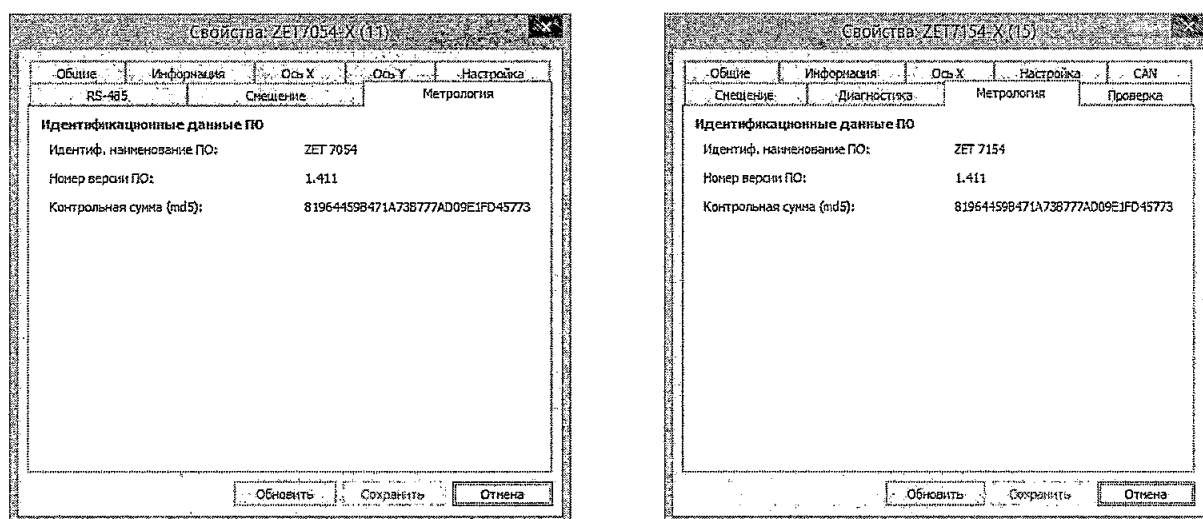 Свойства: ZET7054-X (11)
Общие Информация Ось X Ось Y Настройка
RS-485 Смещение Метрология
Идентификационные данные ПО
Идентиф. наименование ПО: ZET 7054
Номер версии ПО: 1.411
Контрольная сумма (md5): 81964459B471A73B777AD09E1FD45773
Обновить Сохранить Отмена
Свойства: ZET7154-X (15)
Общие Информация Ось X Настройка CAN
Смещение Диагностика Метрология Проверка
Идентификационные данные ПО
Идентиф. наименование ПО: ZET 7154
Номер версии ПО: 1.411
Контрольная сумма (md5): 81964459B471A73B777AD09E1FD45773
Обновить Сохранить Отмена